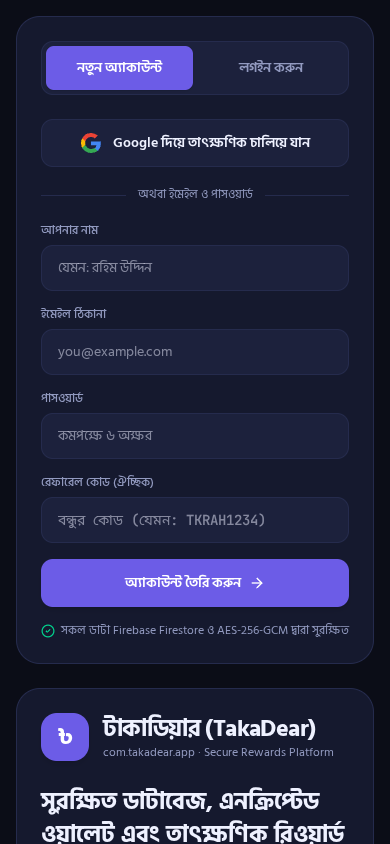 নতুন অ্যাকাউন্ট
লগইন করুন
Google দিয়ে তাৎক্ষণিক চালিয়ে যান
অথবা ইমেইল ও পাসওয়ার্ড
আপনার নাম
যেমন: রহিম উদ্দিন
ইমেইল ঠিকানা
you@example.com
পাসওয়ার্ড
কমপক্ষে ৬ অক্ষর
রেফারেল কোড (ঐচ্ছিক)
বন্ধুর কোড (যেমন: TKRAH1234)
অ্যাকাউন্ট তৈরি করুন →
সকল ডাটা Firebase Firestore ও AES-256-GCM দ্বারা সুরক্ষিত
৳
টাকাডিয়ার (TakaDear)
com.takadear.app · Secure Rewards Platform
সুরক্ষিত ডাটাবেজ, এনক্রিপ্টেড
ওয়ালেট এবং তাৎক্ষণিক রিওয়ার্ড